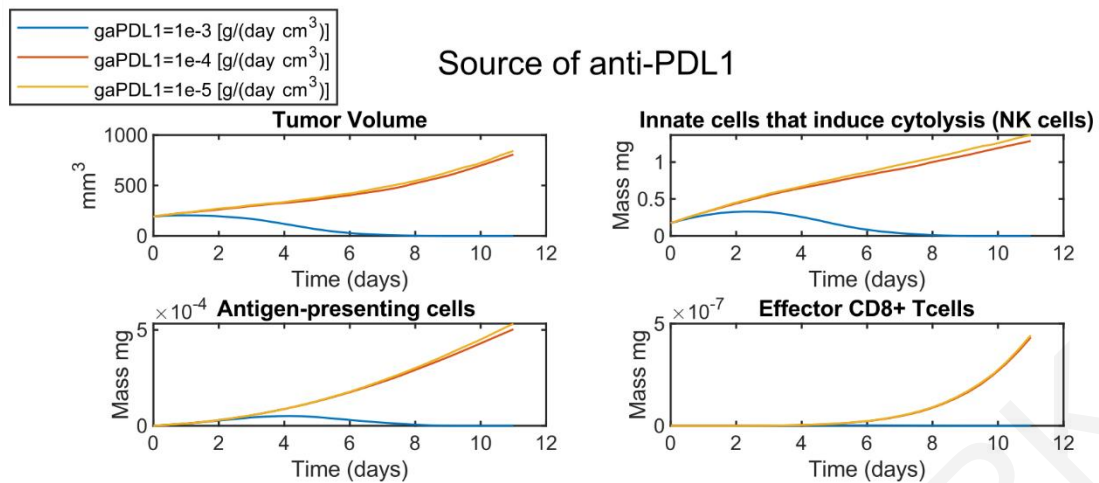 gaPDL1=1e-3 [g/(day cm³)]
gaPDL1=1e-4 [g/(day cm³)]
gaPDL1=1e-5 [g/(day cm³)]
Source of anti-PDL1
Tumor Volume
1000
500
0
mm³
0 2 4 6 8 10 12
Time (days)
Innate cells that induce cytolysis (NK cells)
1
0.5
0
Mass mg
0 2 4 6 8 10 12
Time (days)
×10⁻⁴
Antigen-presenting cells
5
0
Mass mg
0 2 4 6 8 10 12
Time (days)
×10⁻⁷
Effector CD8+ Tcells
5
0
Mass mg
0 2 4 6 8 10 12
Time (days)